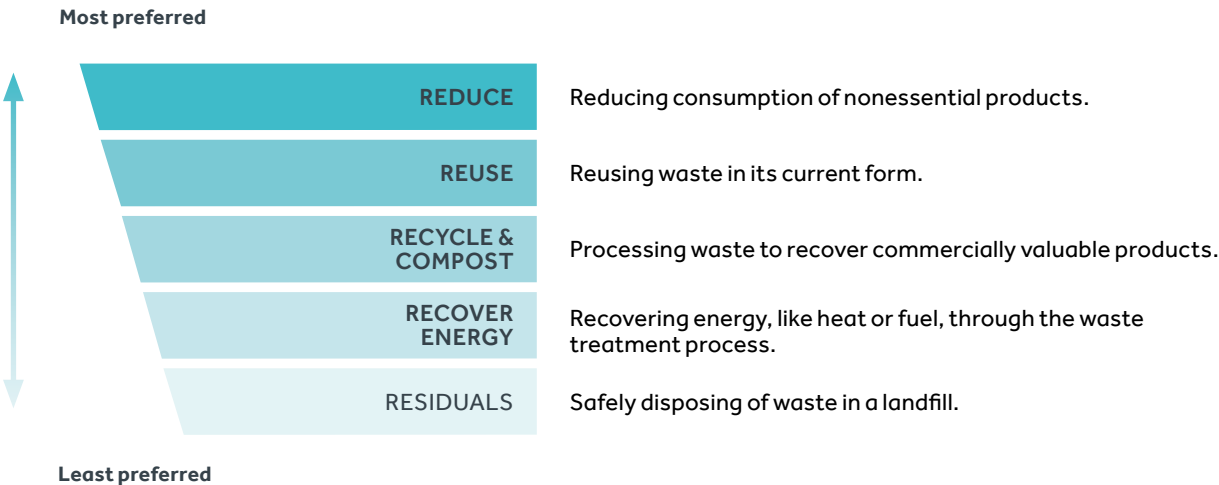 Most preferred
REDUCE
Reducing consumption of nonessential products.
REUSE
Reusing waste in its current form.
RECYCLE &
COMPOST
Processing waste to recover commercially valuable products.
RECOVER
ENERGY
Recovering energy, like heat or fuel, through the waste
treatment process.
RESIDUALS
Safely disposing of waste in a landfill.
Least preferred